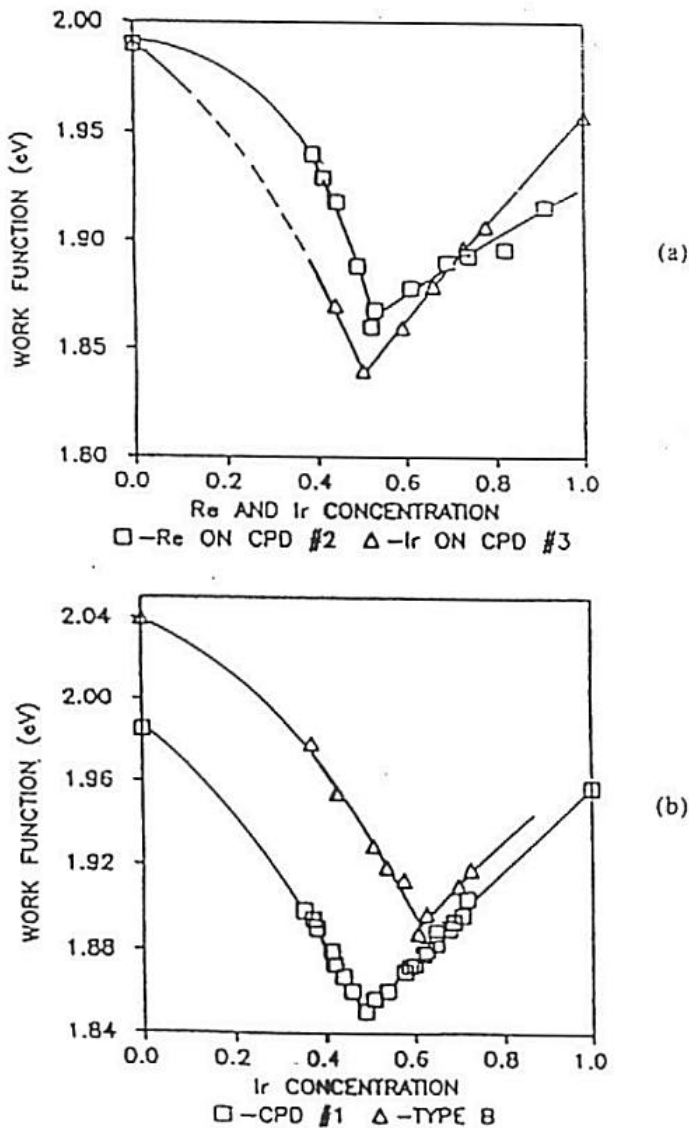 2.00
1.95
1.90
1.85
1.80
WORK FUNCTION (eV)
0.0 0.2 0.4 0.6 0.8 1.0
Re AND Ir CONCENTRATION
□-Re ON CPD #2 △-Ir ON CPD #3
(a)
2.04
2.00
1.96
1.92
1.88
1.84
WORK FUNCTION (eV)
0.0 0.2 0.4 0.6 0.8 1.0
Ir CONCENTRATION
□-CPD #1 △-TYPE B
(b)